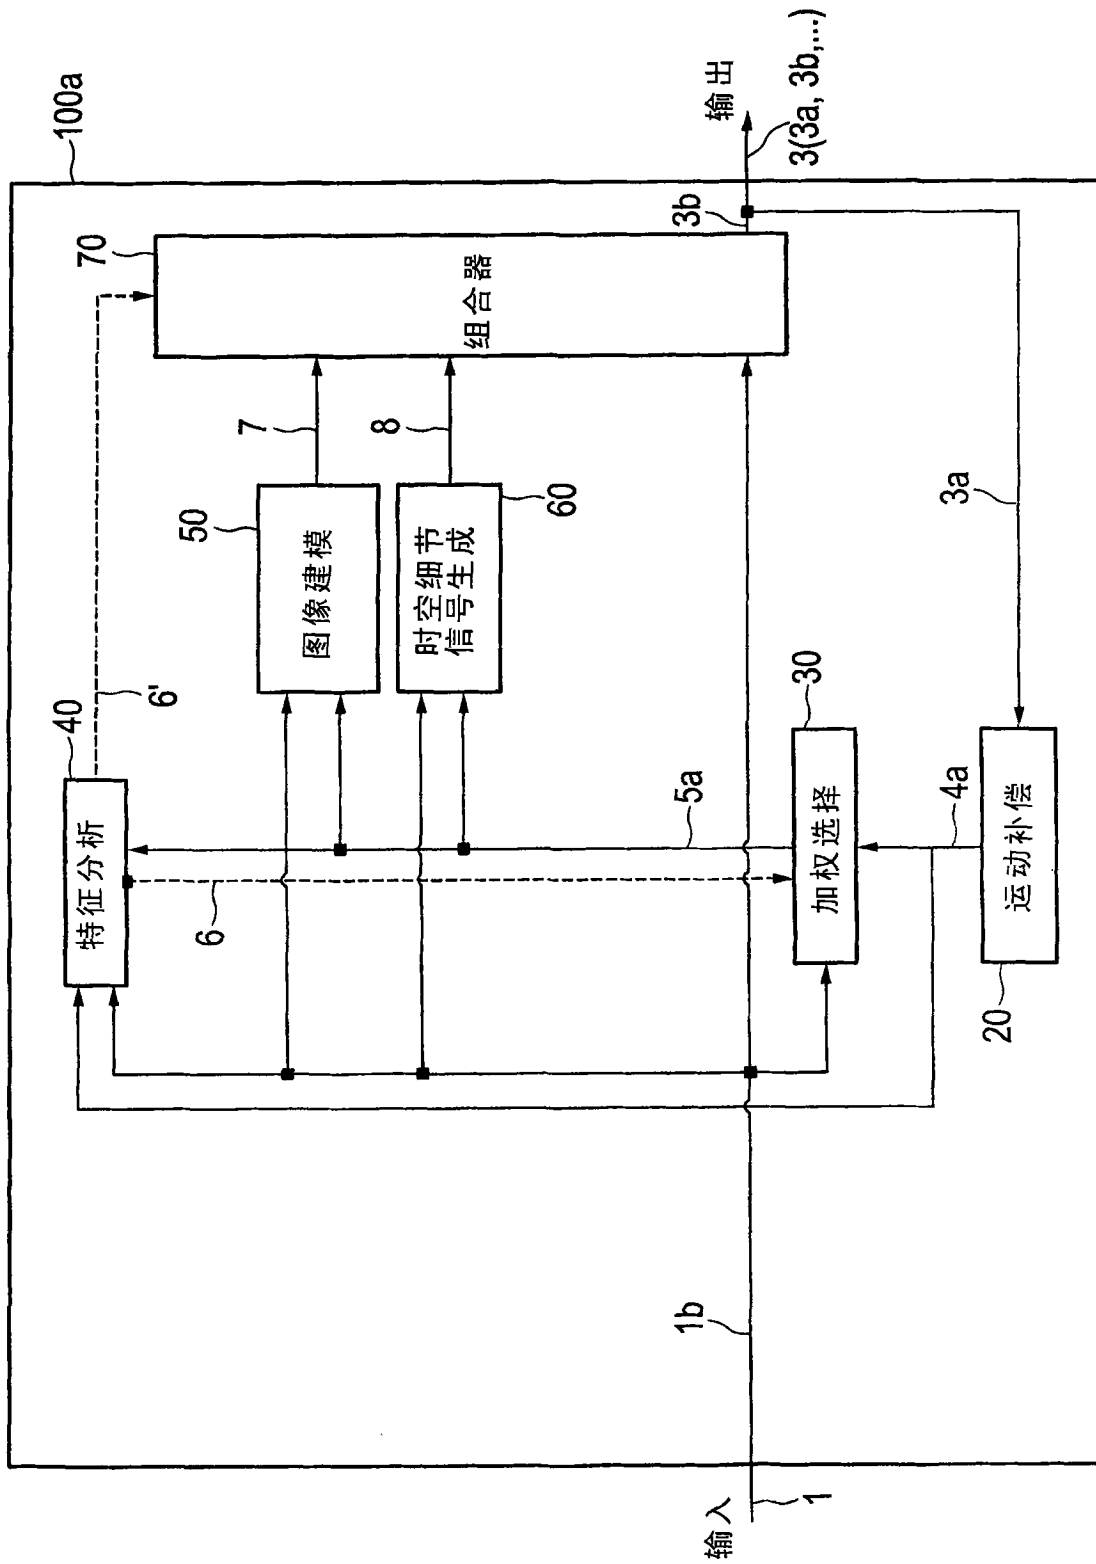 100a
70
40
6'
特征分析
50
图像建模
7
组合器
60
时空细节
信号生成
8
6
5a
30
加权选择
4a
20
运动补偿
3a
3b
输出
3(3a, 3b,...)
1b
输入
1